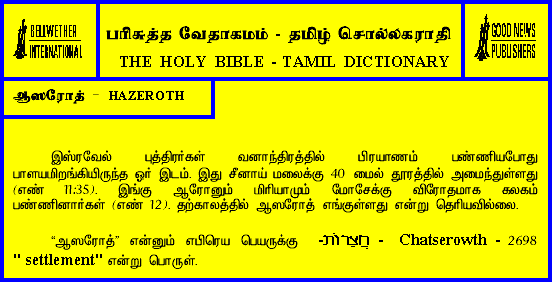 BELLWETHER
INTERNATIONAL
பரிசுத்த வேதாகமம் - தமிழ் சொல்லகராதி
THE HOLY BIBLE - TAMIL DICTIONARY
GOOD NEWS
PUBLISHERS
ஆஸரோத் - HAZEROTH
இஸ்ரவேல் புத்திரர்கள் வனாந்திரத்தில் பிரயாணம் பண்ணியபோது
பாளயமிறங்கியிருந்த ஓர் இடம். இது சீனாய் மலைக்கு 40 மைல் தூரத்தில் அமைந்துள்ளது
(எண் 11:35). இங்கு ஆரோனும் மிரியாமும் மோசேக்கு விரோதமாக கலகம்
பண்ணினார்கள் (எண் 12). தற்காலத்தில் ஆஸரோத் எங்குள்ளது என்று தெரியவில்லை.
“ஆஸரோத்” என்னும் எபிரெய பெயருக்கு - חֲצֵרוֹת - Chatserowth - 2698
" settlement" என்று பொருள்.